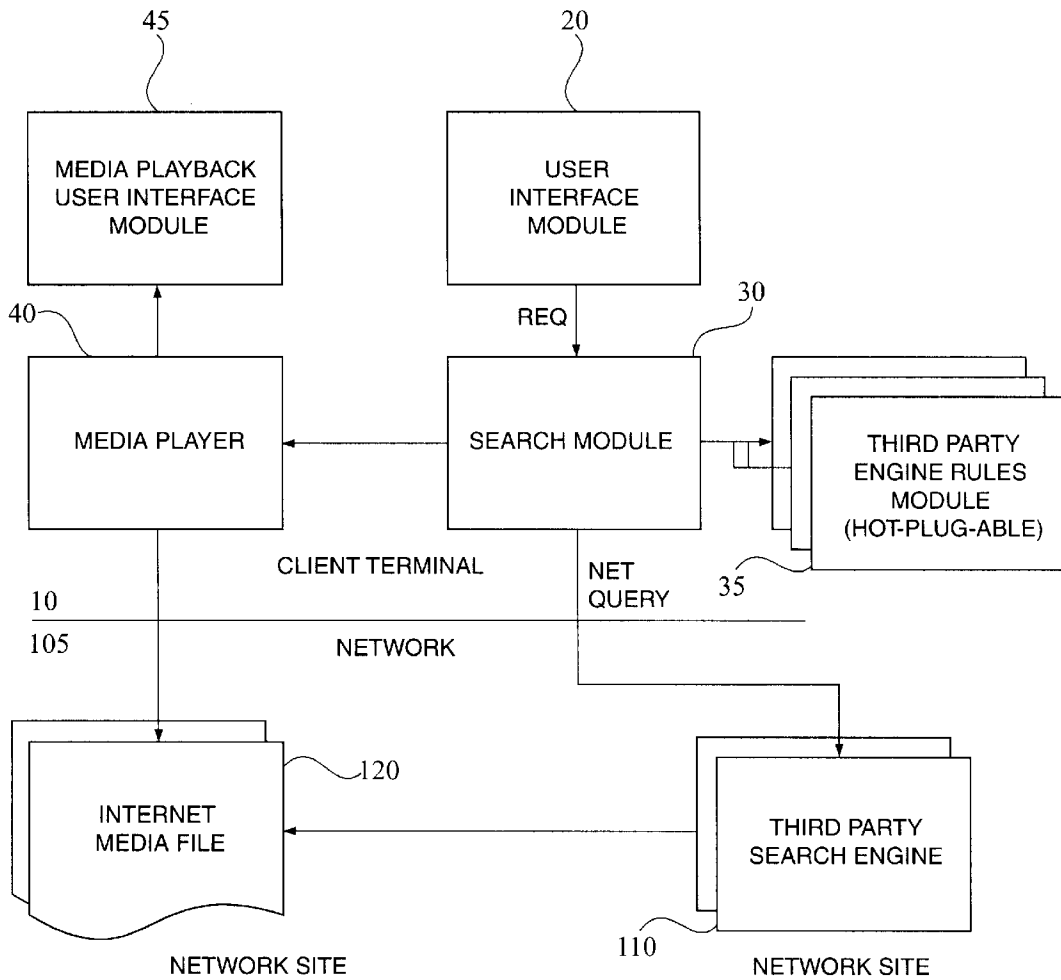 45
20
MEDIA PLAYBACK
USER INTERFACE
MODULE
USER
INTERFACE
MODULE
40
REQ
30
MEDIA PLAYER
SEARCH MODULE
THIRD PARTY
ENGINE RULES
MODULE
(HOT-PLUG-ABLE)
CLIENT TERMINAL
NET
QUERY
35
10
105
NETWORK
120
INTERNET
MEDIA FILE
THIRD PARTY
SEARCH ENGINE
110
NETWORK SITE
NETWORK SITE